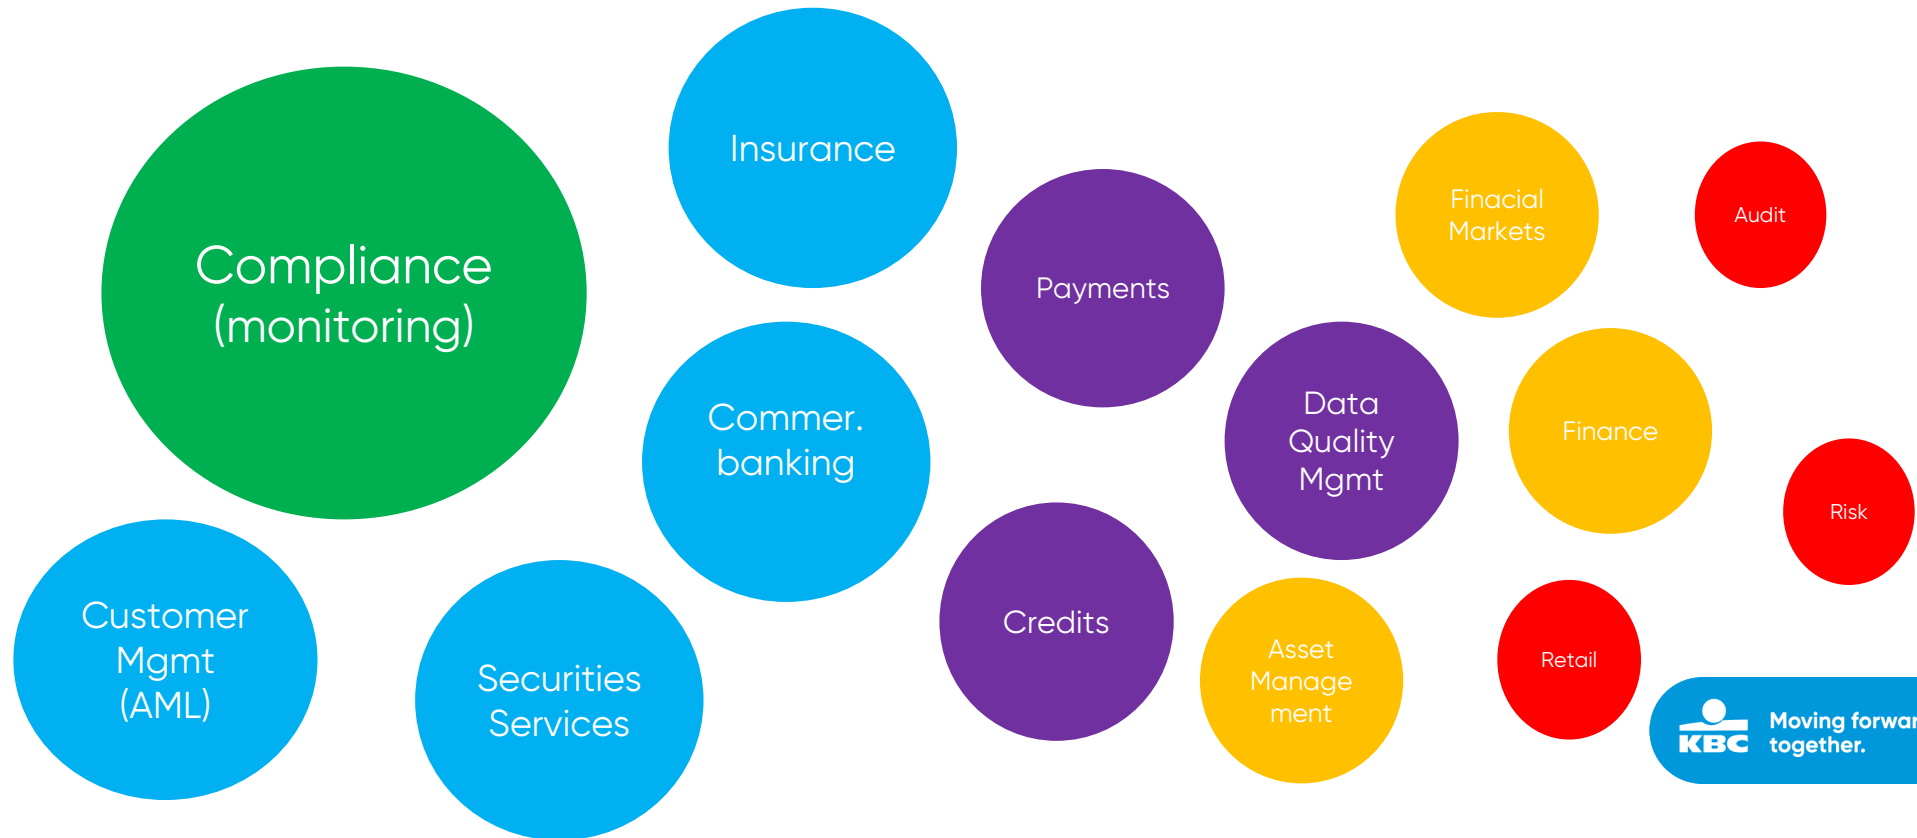 Compliance
(monitoring)
Insurance
Commer.
banking
Customer
Mgmt
(AML)
Securities
Services
Payments
Data
Quality
Mgmt
Credits
Finacial
Markets
Finance
Asset
Manage
ment
Audit
Risk
Retail
KBC
Moving forwar
together.